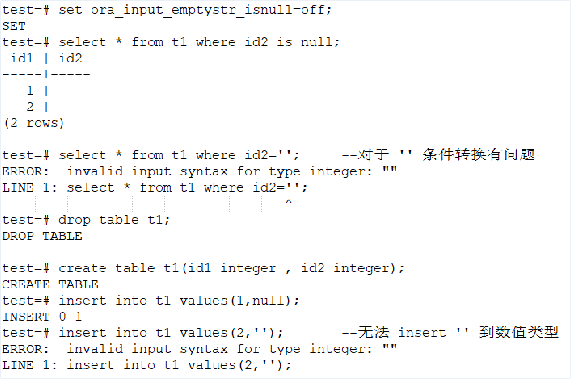 test=# set ora_input_emptystr_isnull=off;
SET
test=# select * from t1 where id2 is null;
 id1 | id2
-----+-----
   1 |
   2 |
(2 rows)

test=# select * from t1 where id2='';      --对于 '' 条件转换有问题
ERROR:  invalid input syntax for type integer: ""
LINE 1: select * from t1 where id2='';
                                   ^
test=# drop table t1;
DROP TABLE

test=# create table t1(id1 integer , id2 integer);
CREATE TABLE
test=# insert into t1 values(1,null);
INSERT 0 1
test=# insert into t1 values(2,'');        --无法 insert '' 到数值类型
ERROR:  invalid input syntax for type integer: ""
LINE 1: insert into t1 values(2,'');